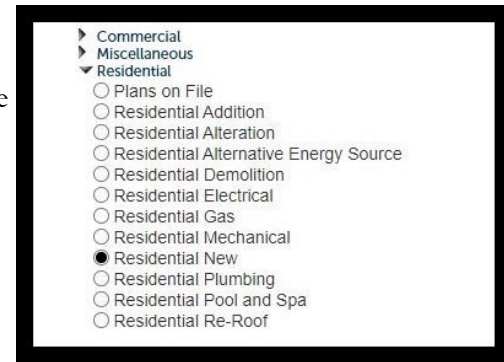 Commercial
Miscellaneous
Residential
Plans on File
Residential Addition
Residential Alteration
Residential Alternative Energy Source
Residential Demolition
Residential Electrical
Residential Gas
Residential Mechanical
Residential New
Residential Plumbing
Residential Pool and Spa
Residential Re-Roof